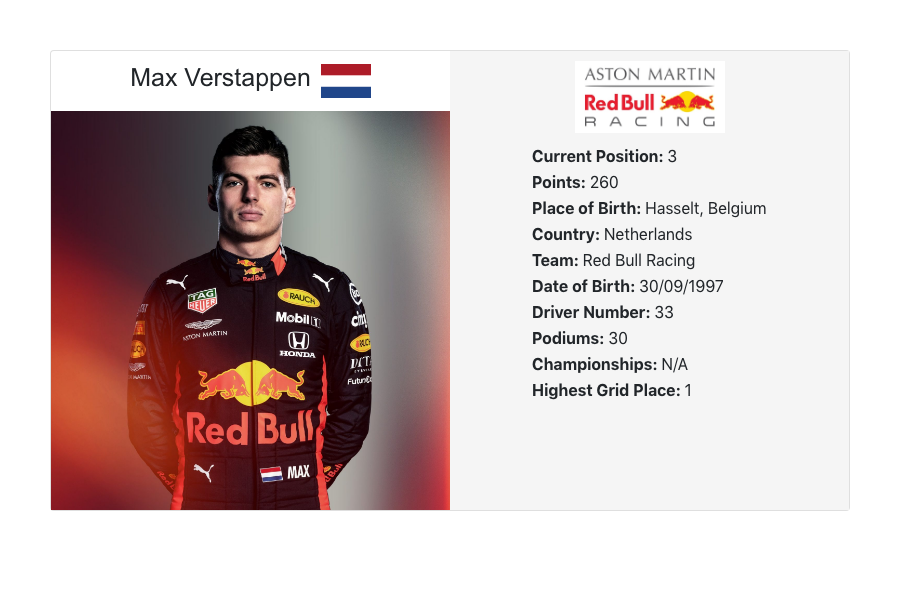 Max Verstappen
ASTON MARTIN
Red Bull
RACING
Current Position: 3
Points: 260
Place of Birth: Hasselt, Belgium
Country: Netherlands
Team: Red Bull Racing
Date of Birth: 30/09/1997
Driver Number: 33
Podiums: 30
Championships: N/A
Highest Grid Place: 1
Red Bull
TAG
HEUER
RAUCH
Mobil 1
ASTON MARTIN
HONDA
Red Bull
MAX